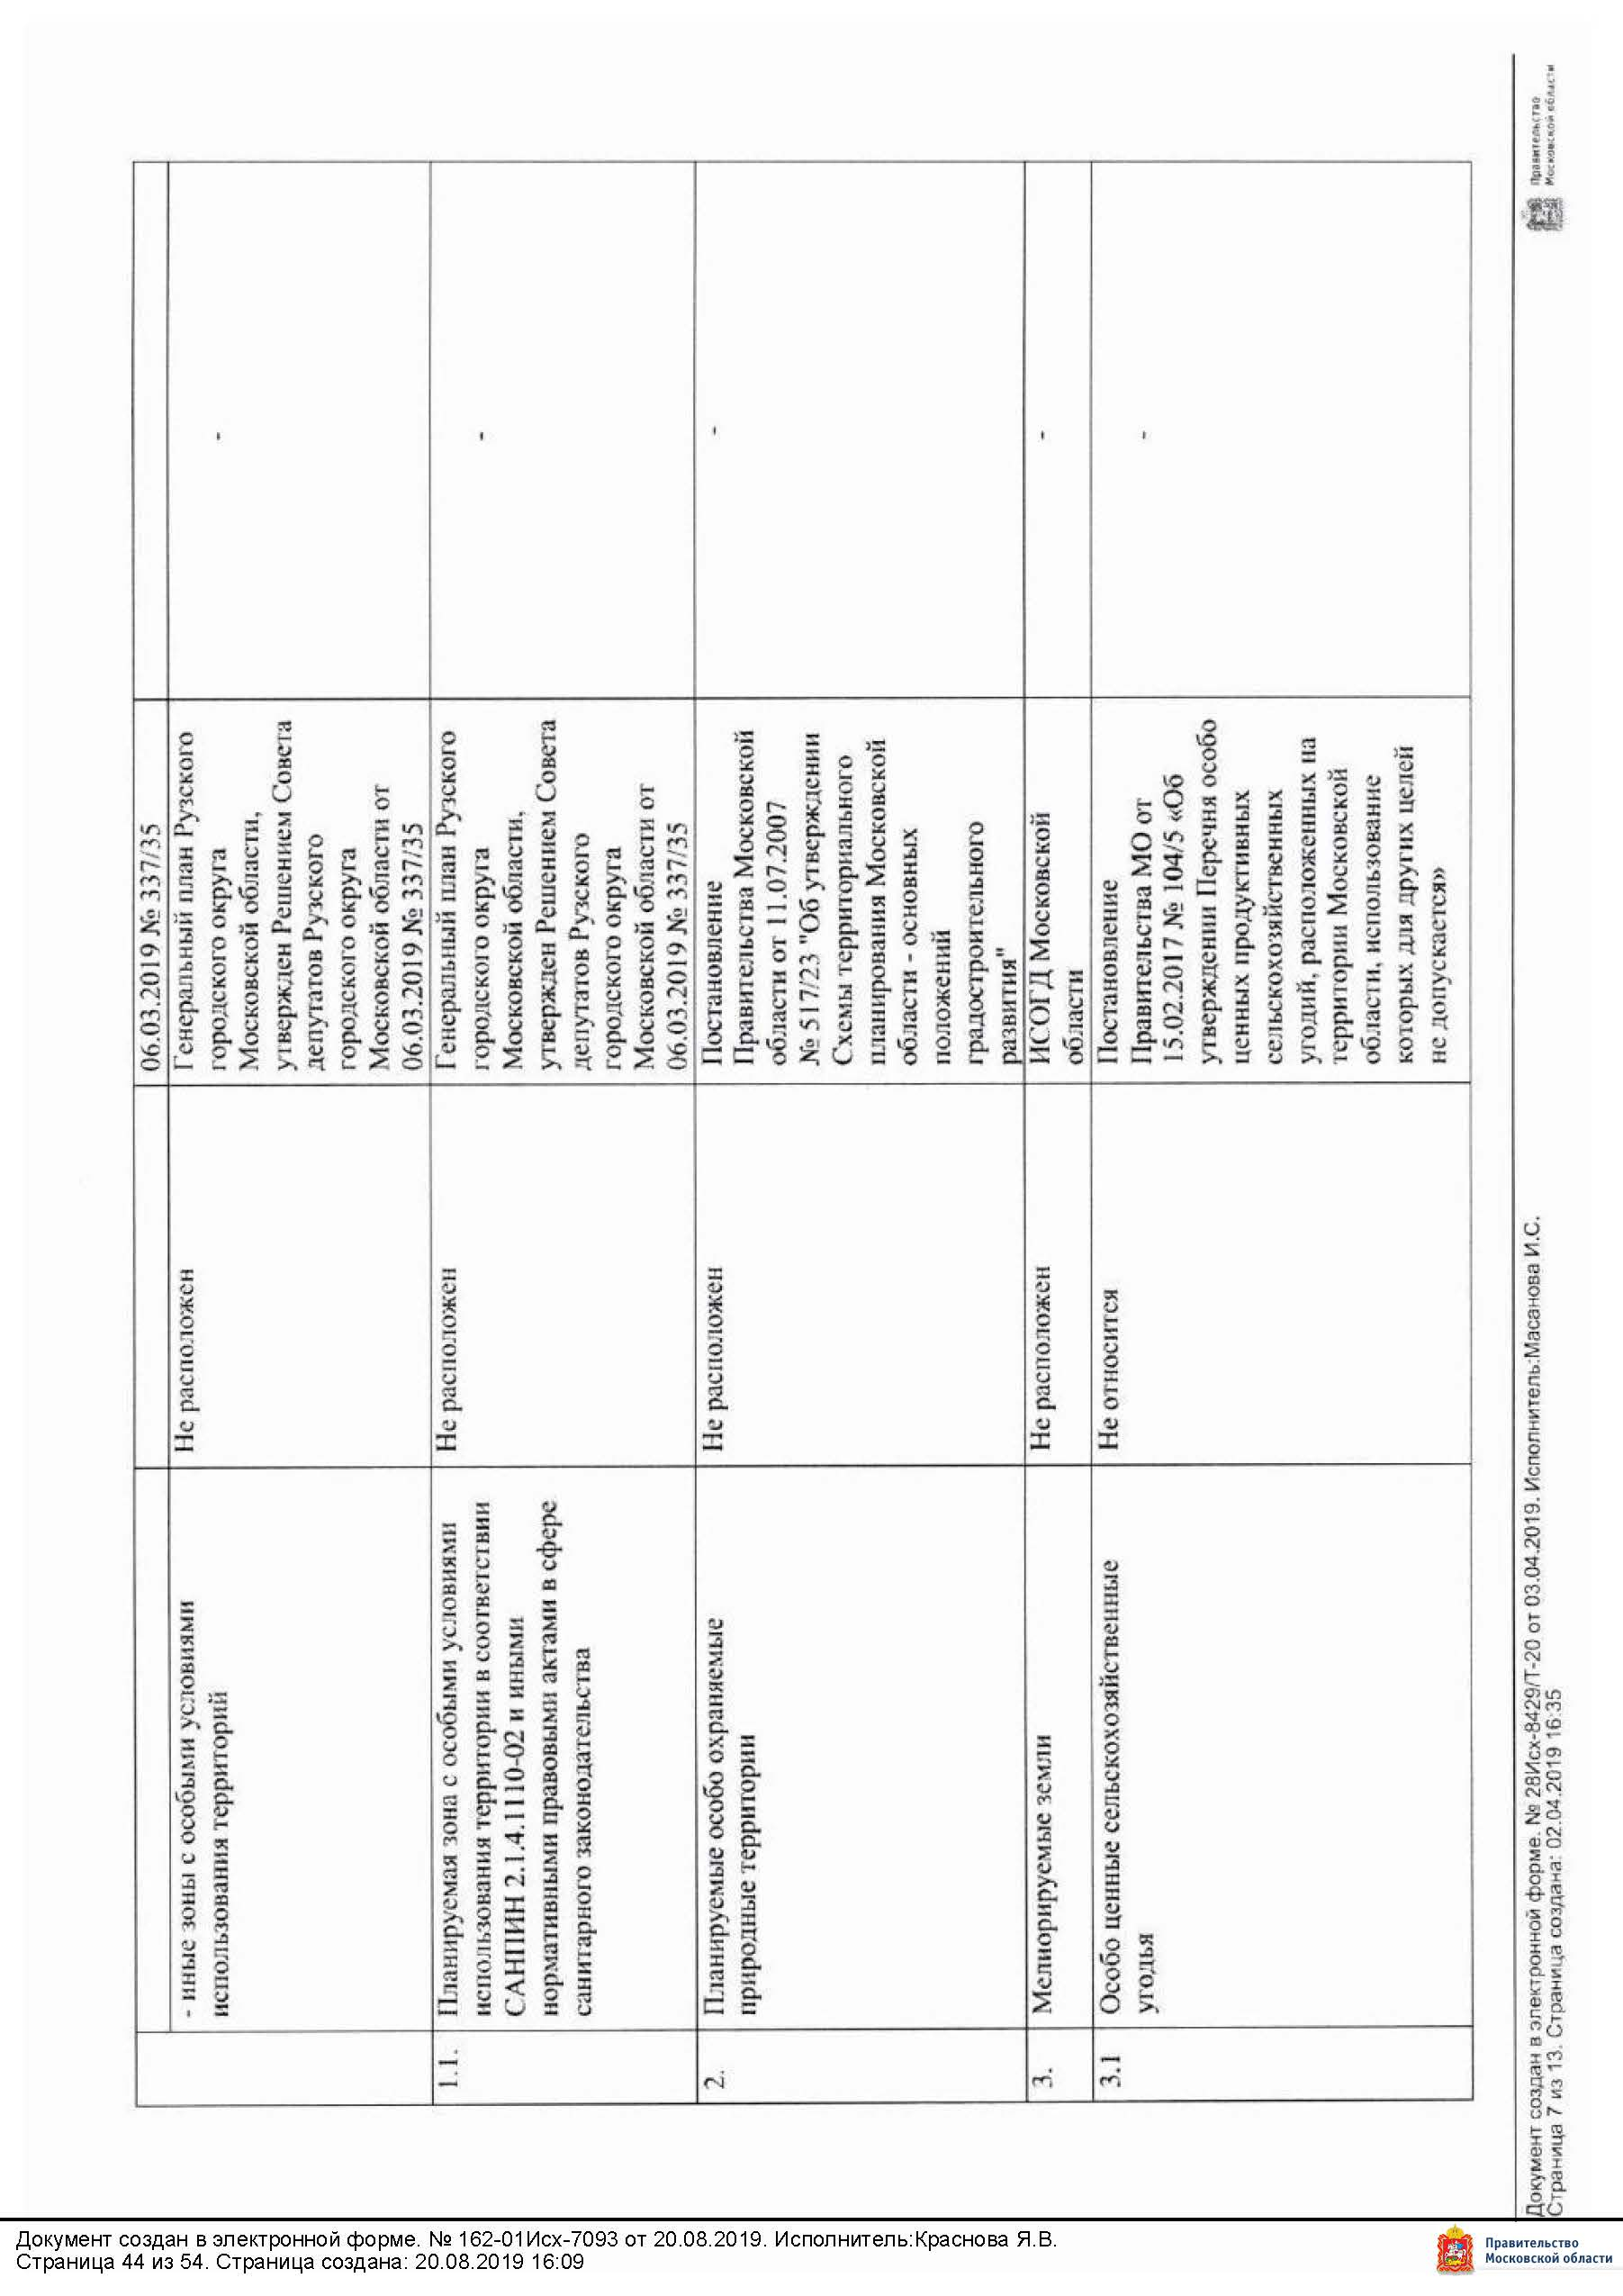 06.03.2019 № 337/35
- иные зоны с особыми условиями
использования территорий
Не расположен
Генеральный план Рузского
городского округа
Московской области,
утвержден Решением Совета
депутатов Рузского
городского округа
Московской области от
06.03.2019 № 337/35
-
1.1.
Планируемая зона с особыми условиями
использования территории в соответствии
САНПИН 2.1.4.1110-02 и иными
нормативными правовыми актами в сфере
санитарного законодательства
Не расположен
Генеральный план Рузского
городского округа
Московской области,
утвержден Решением Совета
депутатов Рузского
городского округа
Московской области от
06.03.2019 № 337/35
-
2.
Планируемые особо охраняемые
природные территории
Не расположен
Постановление
Правительства Московской
области от 11.07.2007
№ 517/23 "Об утверждении
Схемы территориального
планирования Московской
области - основных
положений
градостроительного
развития"
-
3.
Мелиорируемые земли
Не расположен
ИСОГД Московской
области
-
3.1
Особо ценные сельскохозяйственные
угодья
Не относится
Постановление
Правительства МО от
15.02.2017 № 104/5 «Об
утверждении Перечня особо
ценных продуктивных
сельскохозяйственных
угодий, расположенных на
территории Московской
области, использование
которых для других целей
не допускается»
-
Документ создан в электронной форме. № 28Исх-8429/Т-20 от 03.04.2019. Исполнитель:Масанова И.С.
Страница 7 из 13. Страница создана: 02.04.2019 16:35
Правительство
Московской области
Документ создан в электронной форме. № 162-01Исх-7093 от 20.08.2019. Исполнитель:Краснова Я.В.
Страница 44 из 54. Страница создана: 20.08.2019 16:09
Правительство
Московской области